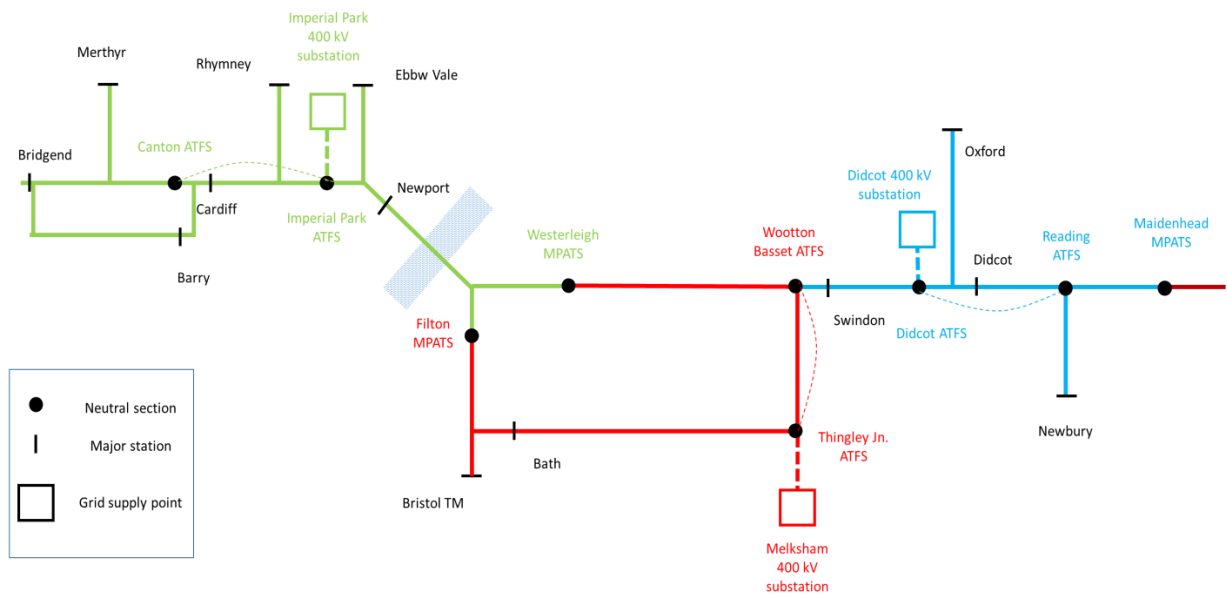 Imperial Park
400 kV
substation
Merthyr
Rhymney
Ebbw Vale
Canton ATFS
Bridgend
Cardiff
Imperial Park
ATFS
Newport
Barry
Westerleigh
MPATS
Filton
MPATS
Wootton
Basset ATFS
Oxford
Didcot 400 kV
substation
Didcot
Reading
ATFS
Maidenhead
MPATS
Swindon
Didcot ATFS
Newbury
Thingley Jn.
ATFS
Bath
Bristol TM
Melksham
400 kV
substation
Neutral section
Major station
Grid supply point